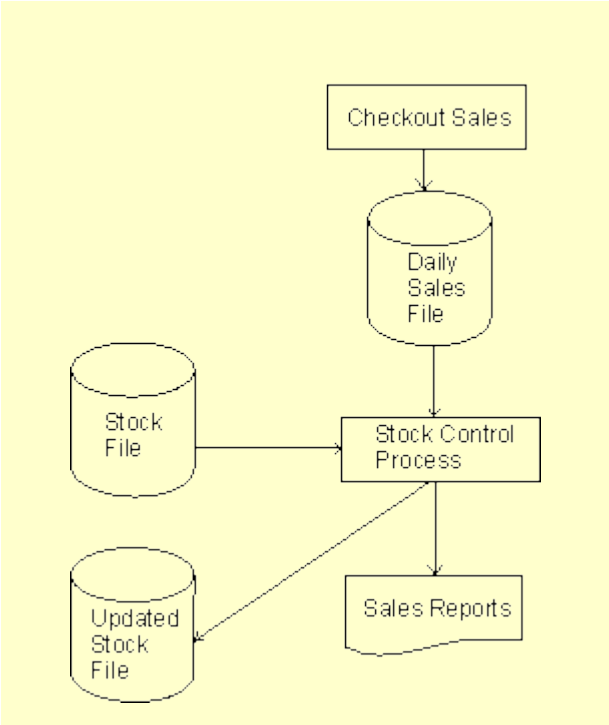 Checkout Sales
Daily
Sales
File
Stock
File
Stock Control
Process
Updated
Stock
File
Sales Reports